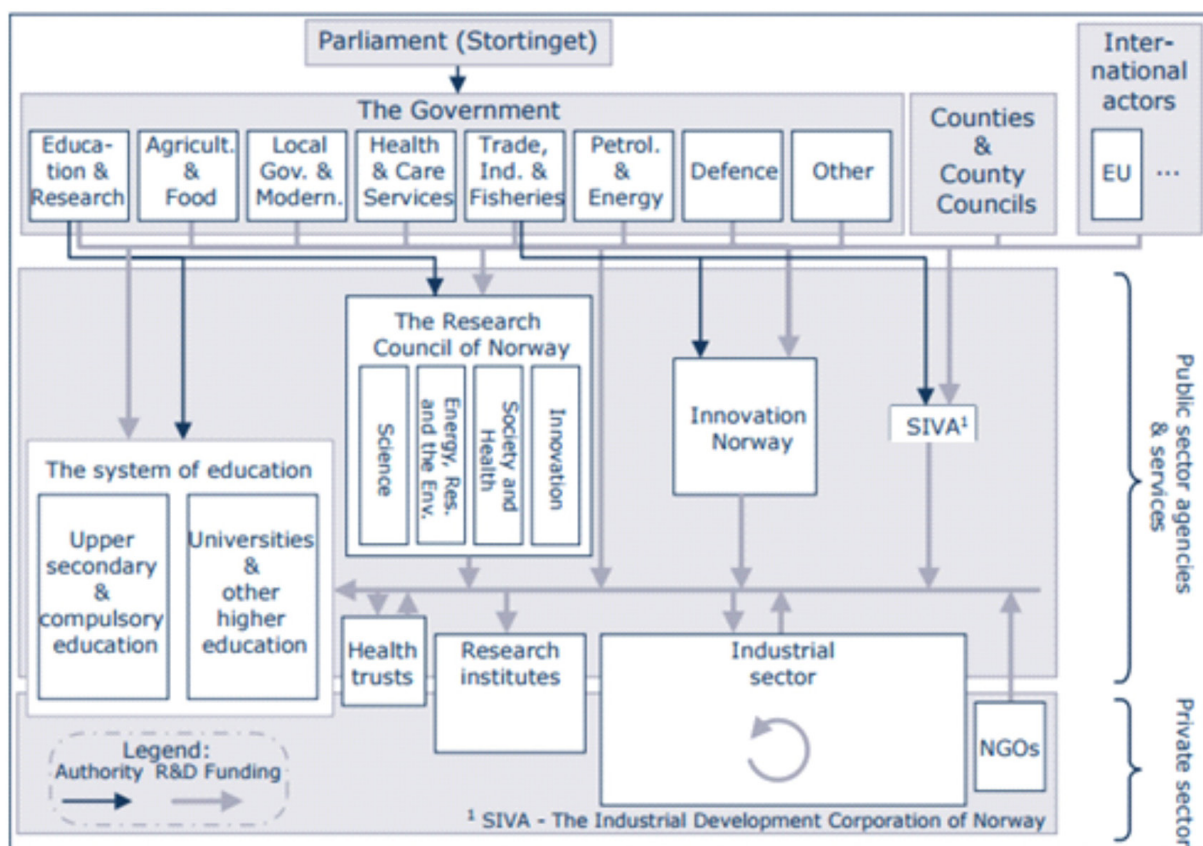 Parliament (Stortinget)
Inter-
national
actors
EU
...
The Government
Educa-
tion &
Research
Agricult.
&
Food
Local
Gov. &
Modern.
Health
& Care
Services
Trade,
Ind. &
Fisheries
Petrol.
&
Energy
Defence
Other
Counties
&
County
Councils
The Research
Council of Norway
Science
Energy, Res.
and the Env.
Society and
Health
Innovation
Innovation
Norway
SIVA¹
Public sector agencies
& services
The system of education
Upper
secondary
&
compulsory
education
Universities
&
other
higher
education
Health
trusts
Research
institutes
Industrial
sector
NGOs
Private sector
Legend:
Authority R&D Funding
¹ SIVA - The Industrial Development Corporation of Norway